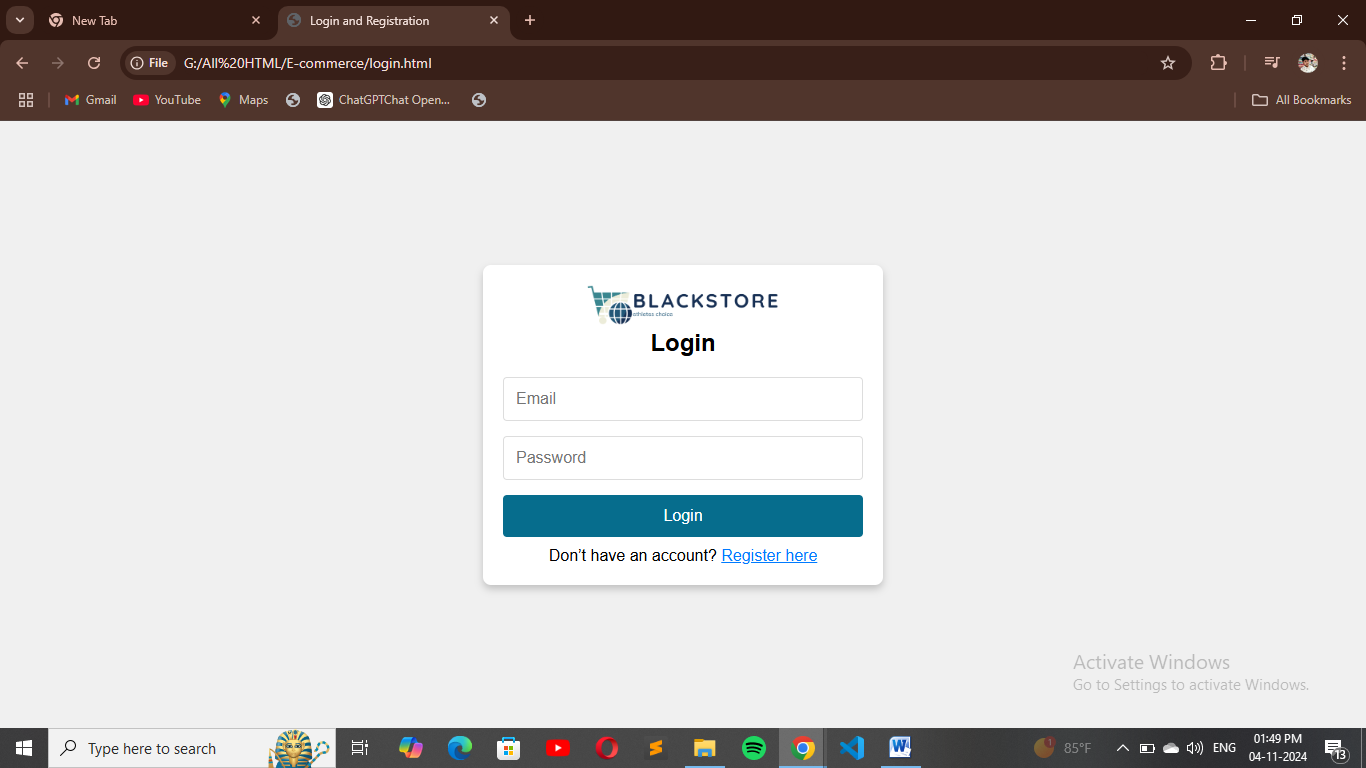 New Tab
Login and Registration
File G:/All%20HTML/E-commerce/login.html
Gmail YouTube Maps ChatGPTChat Open... All Bookmarks
BLACKSTORE
athletes choice
Login
Email
Password
Login
Don’t have an account? Register here
Activate Windows
Go to Settings to activate Windows.
Type here to search
1
85°F
ENG
01:49 PM
04-11-2024
13